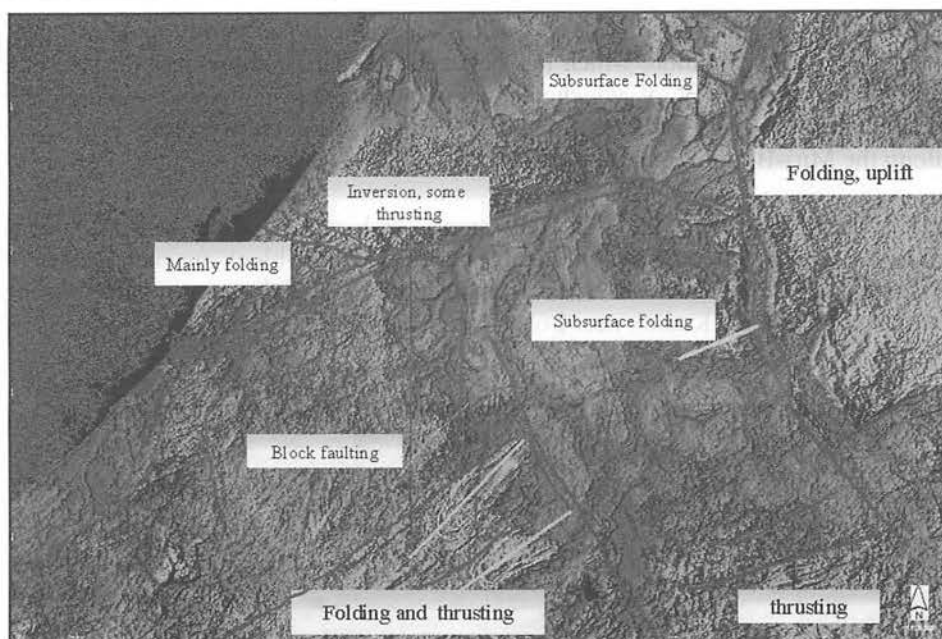 Subsurface Folding
Folding, uplift
Inversion, some
thrusting
Mainly folding
Subsurface folding
Block faulting
Folding and thrusting
thrusting
N